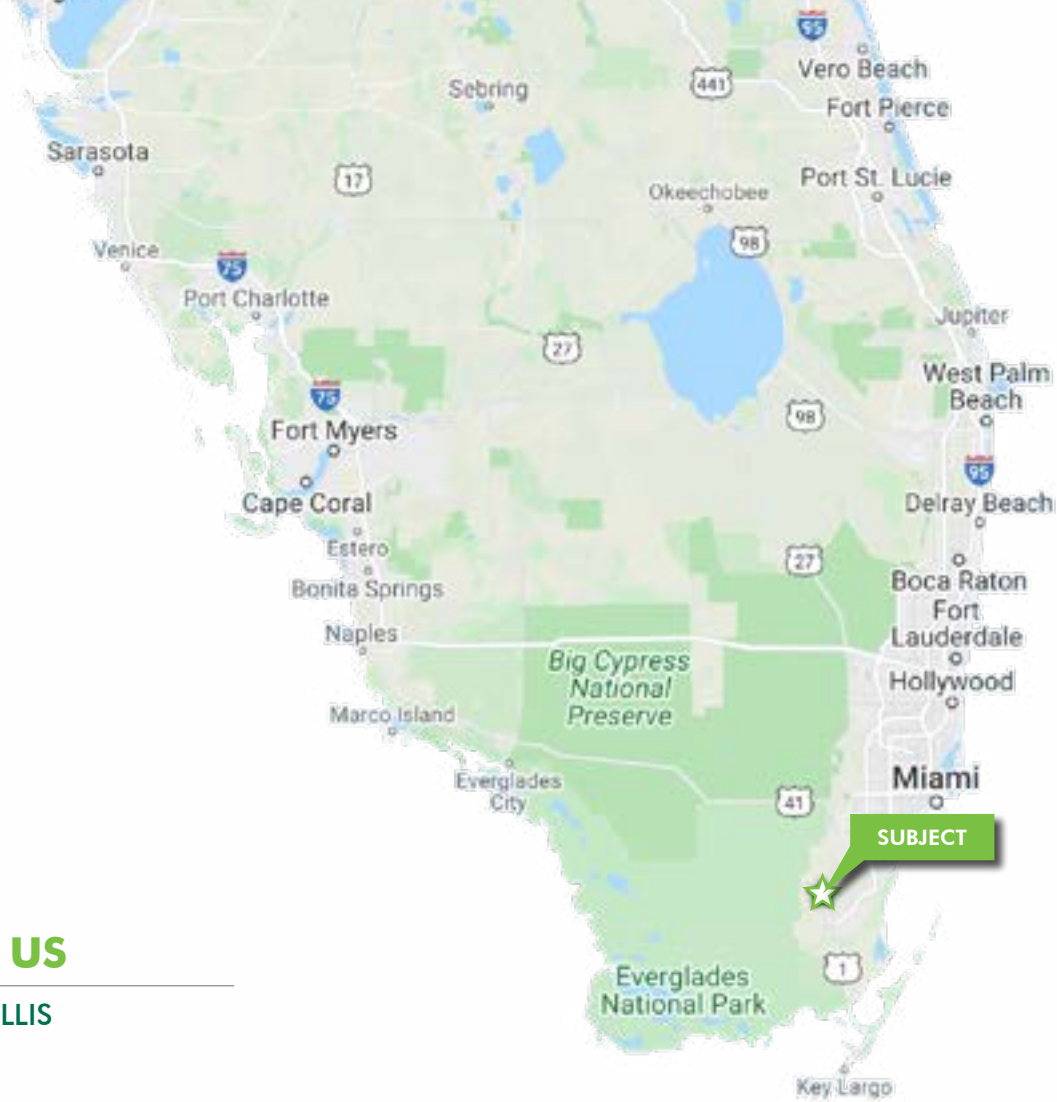 95
Vero Beach
Sebring
441
Fort Pierce
Sarasota
17
Port St. Lucie
Okeechobee
98
Venice
75
Port Charlotte
Jupiter
27
West Palm
Beach
75
98
Fort Myers
95
Cape Coral
Delray Beach
Estero
27
Boca Raton
Bonita Springs
Fort
Lauderdale
Naples
Big Cypress
National
Preserve
Hollywood
Marco Island
Everglades
City
Miami
41
SUBJECT
US
LLIS
1
Everglades
National Park
Key Largo